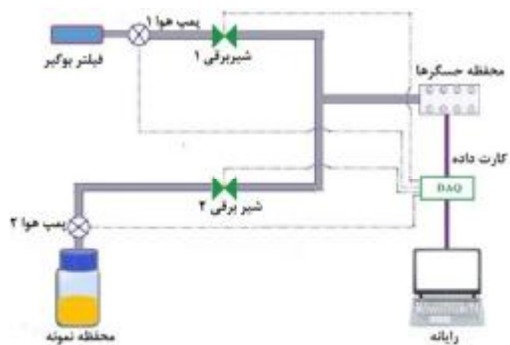 پمپ هوا ۱
شیربرقی ۱
فیلتر بوگیر
محفظه حسگرها
کارت داده
DAQ
شیر برقی ۲
پمپ هوا ۲
محفظه نمونه
رایانه